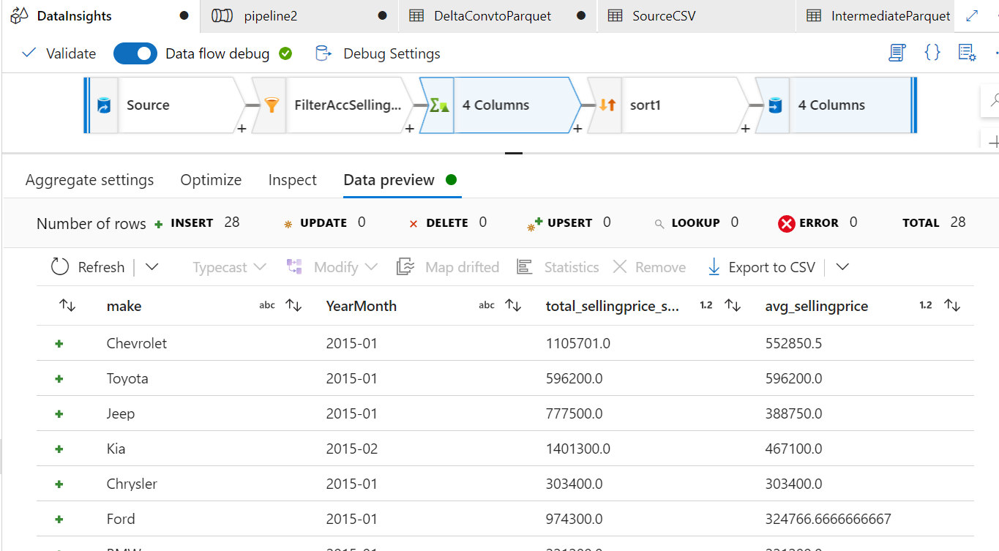 DataInsights pipeline2 DeltaConvtoParquet SourceCSV IntermediateParquet
Validate Data flow debug Debug Settings {}
Source FilterAccSelling... 4 Columns sort1 4 Columns
+ + + +
Aggregate settings Optimize Inspect Data preview
Number of rows INSERT 28 UPDATE 0 DELETE 0 UPSERT 0 LOOKUP 0 ERROR 0 TOTAL 28
Refresh Typecast Modify Map drifted Statistics Remove Export to CSV
make abc YearMonth abc total_sellingprice_s... 1.2 avg_sellingprice 1.2
Chevrolet 2015-01 1105701.0 552850.5
Toyota 2015-01 596200.0 596200.0
Jeep 2015-01 777500.0 388750.0
Kia 2015-02 1401300.0 467100.0
Chrysler 2015-01 303400.0 303400.0
Ford 2015-01 974300.0 324766.6666666667